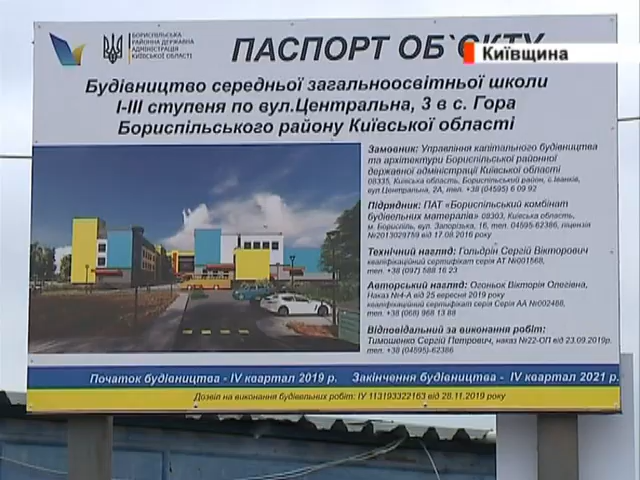 БОРИСПІЛЬСЬКА
РАЙОННА ДЕРЖАВНА
АДМІНІСТРАЦІЯ
КИЇВСЬКОЇ ОБЛАСТІ
ПАСПОРТ ОБ`ЄКТУ
Київщина
Будівництво середньої загальноосвітньої школи
І-ІІІ ступеня по вул.Центральна, 3 в с. Гора
Бориспільського району Київської області
Замовник: Управління капітального будівництва
та архітектури Бориспільської районної
державної адміністрації Київської області
08335, Київська область, Бориспільський район, с.Іванків,
вул.Центральна, 2А, тел. +38 (04595) 6 09 92
Підрядник: ПАТ «Бориспільський комбінат
будівельних матеріалів» 08303, Київська область,
м. Бориспіль, вул. Запорізька, 16, тел. 04595-62386, ліцензія
№2013029759 від 17.08.2016 року
Технічний нагляд: Гольдрін Сергій Вікторович
кваліфікаційний сертифікат серія АТ №001568,
тел. +38 (097) 588 16 23
Авторський нагляд: Огоньок Вікторія Олегівна,
Наказ №4-А від 25 вересня 2019 року
кваліфікаційний сертифікат серія Серія АА №002468,
тел. +38 (068) 968 13 88
Відповідальний за виконання робіт:
Тимошенко Сергій Петрович, наказ №22-ОП від 23.09.2019р.
тел. +38 (04595)-62386
Початок будівництва - IV квартал 2019 р. Закінчення будівництва - IV квартал 2021 р.
Дозвіл на виконання будівельних робіт: ІУ 113193322163 від 28.11.2019 року